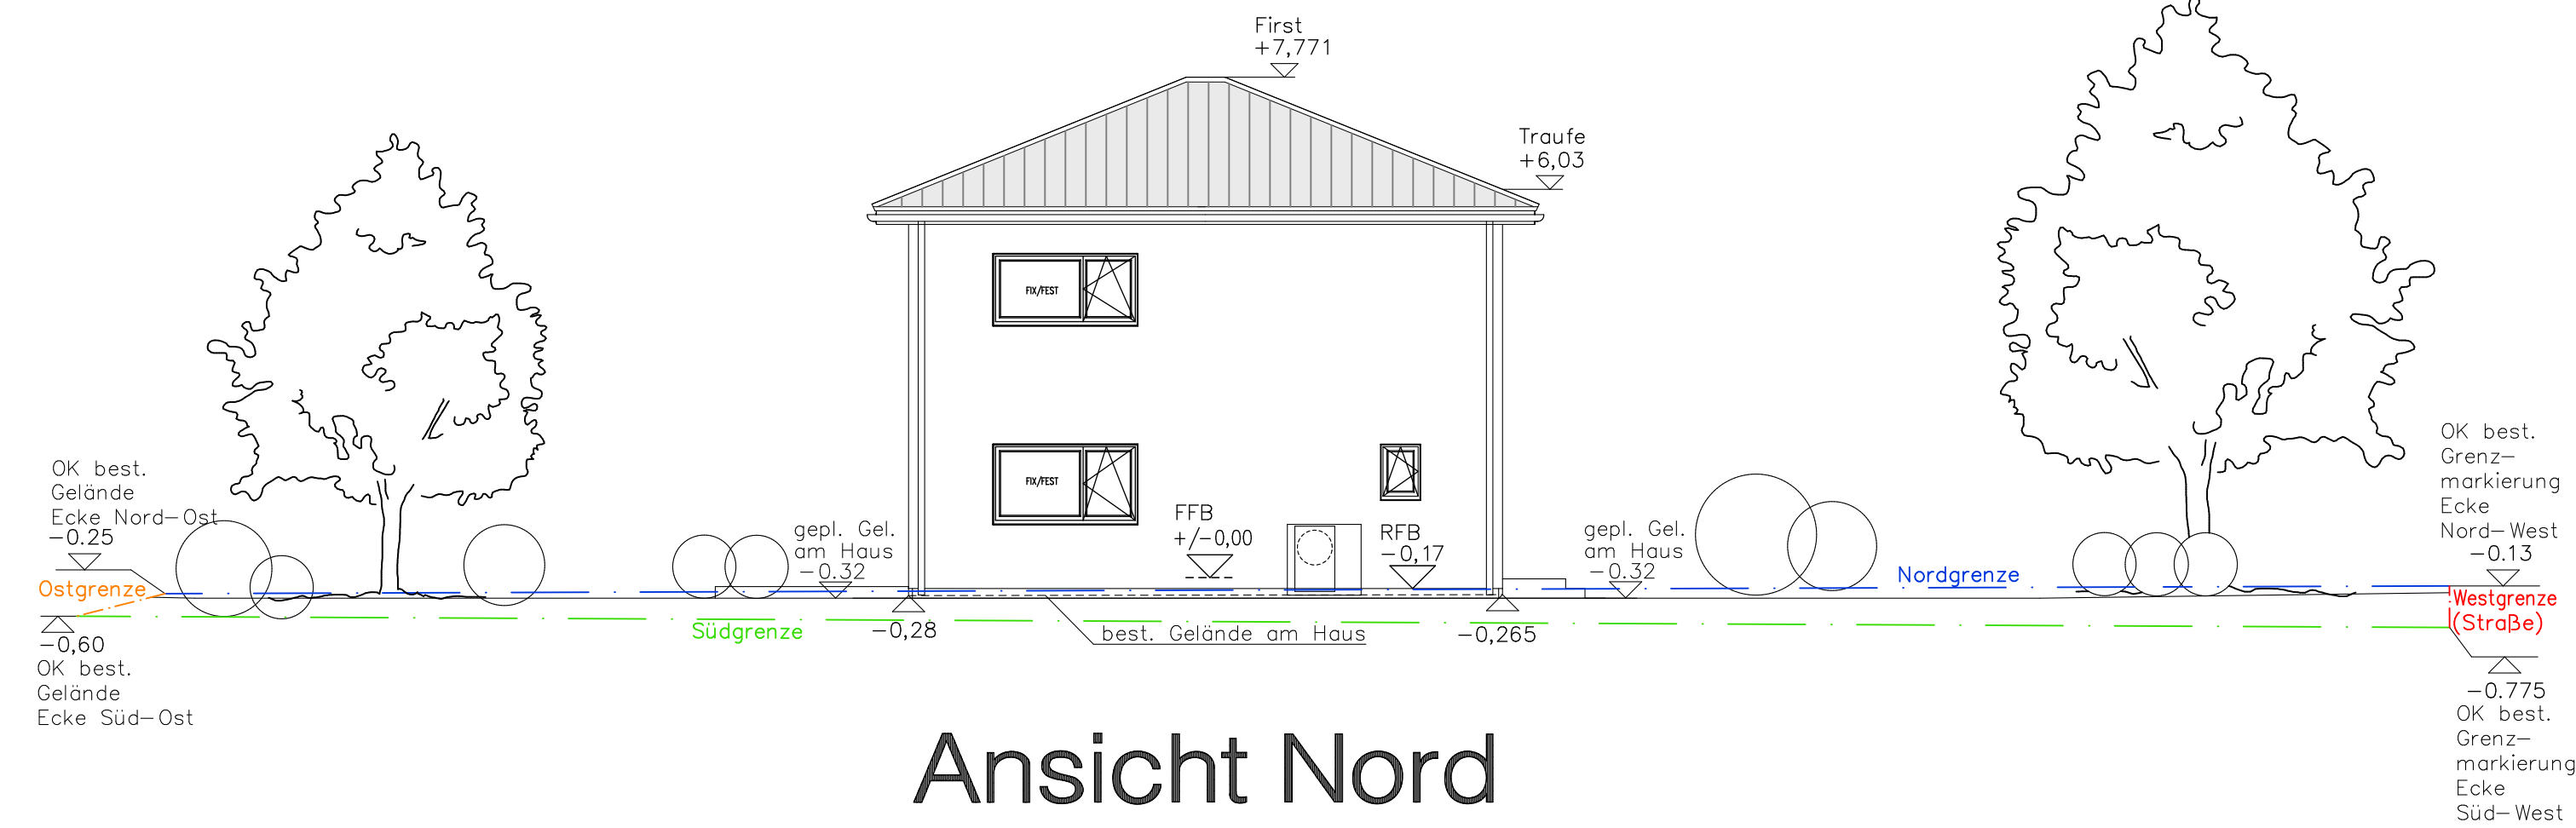 First
+7,771
Traufe
+6,03
FIX/FEST
FIX/FEST
OK best.
Gelände
Ecke Nord-Ost
-0.25
Ostgrenze
-0,60
OK best.
Gelände
Ecke Süd-Ost
Südgrenze
gepl. Gel.
am Haus
-0.32
-0,28
FFB
+/-0,00
RFB
-0,17
best. Gelände am Haus
-0,265
gepl. Gel.
am Haus
-0.32
Nordgrenze
OK best.
Grenz-
markierung
Ecke
Nord-West
-0.13
Westgrenze
(Straße)
-0.775
OK best.
Grenz-
markierung
Ecke
Süd-West
Ansicht Nord